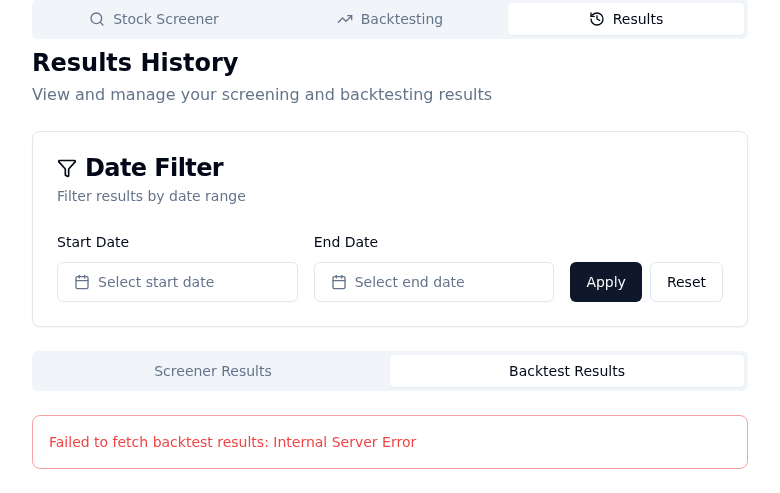 Stock Screener
Backtesting
Results
Results History
View and manage your screening and backtesting results
Date Filter
Filter results by date range
Start Date
End Date
Select start date
Select end date
Apply
Reset
Screener Results
Backtest Results
Failed to fetch backtest results: Internal Server Error